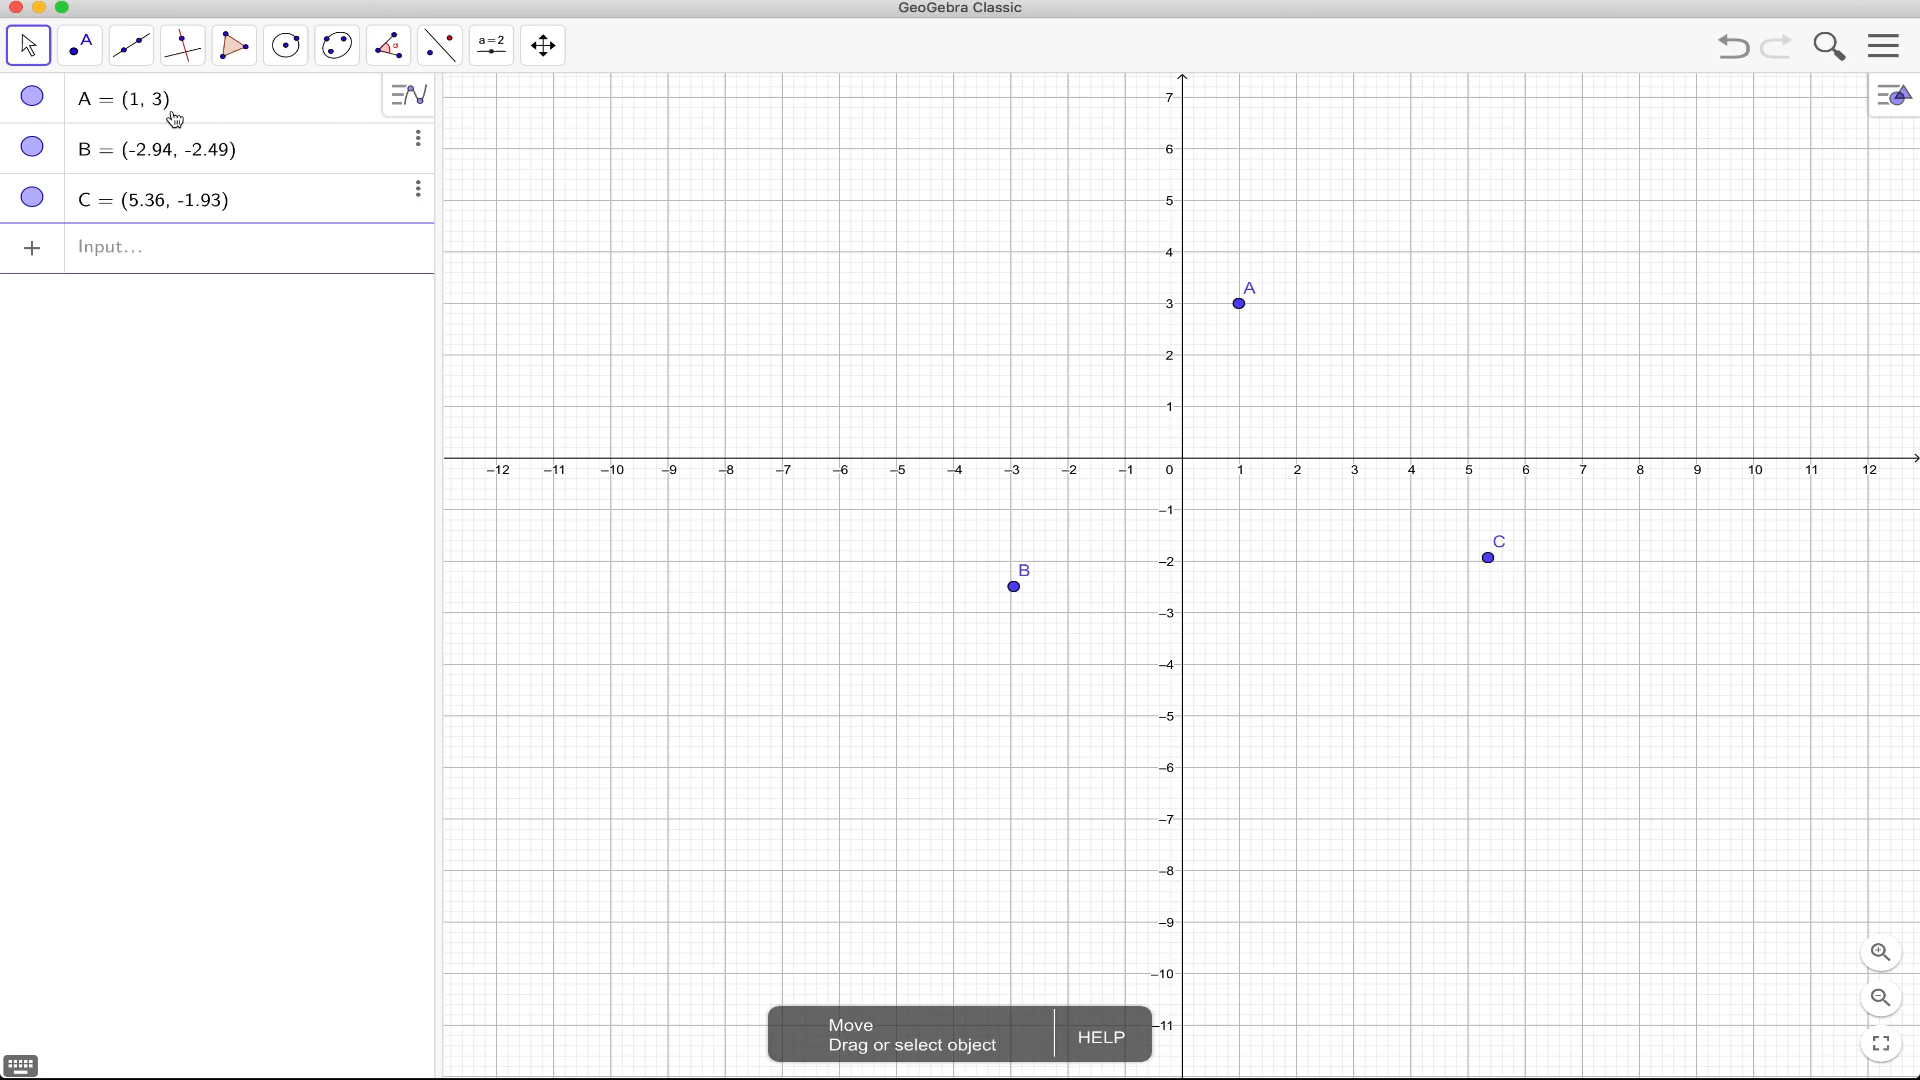 GeoGebra Classic
A
α
a=2
A = (1, 3)
B = (-2.94, -2.49)
C = (5.36, -1.93)
+ Input...
7
6
5
4
3
2
1
−12 −11 −10 −9 −8 −7 −6 −5 −4 −3 −2 −1 0 1 2 3 4 5 6 7 8 9 10 11 12
−1
−2
−3
−4
−5
−6
−7
−8
−9
−10
−11
A
C
B
Move
Drag or select object
HELP